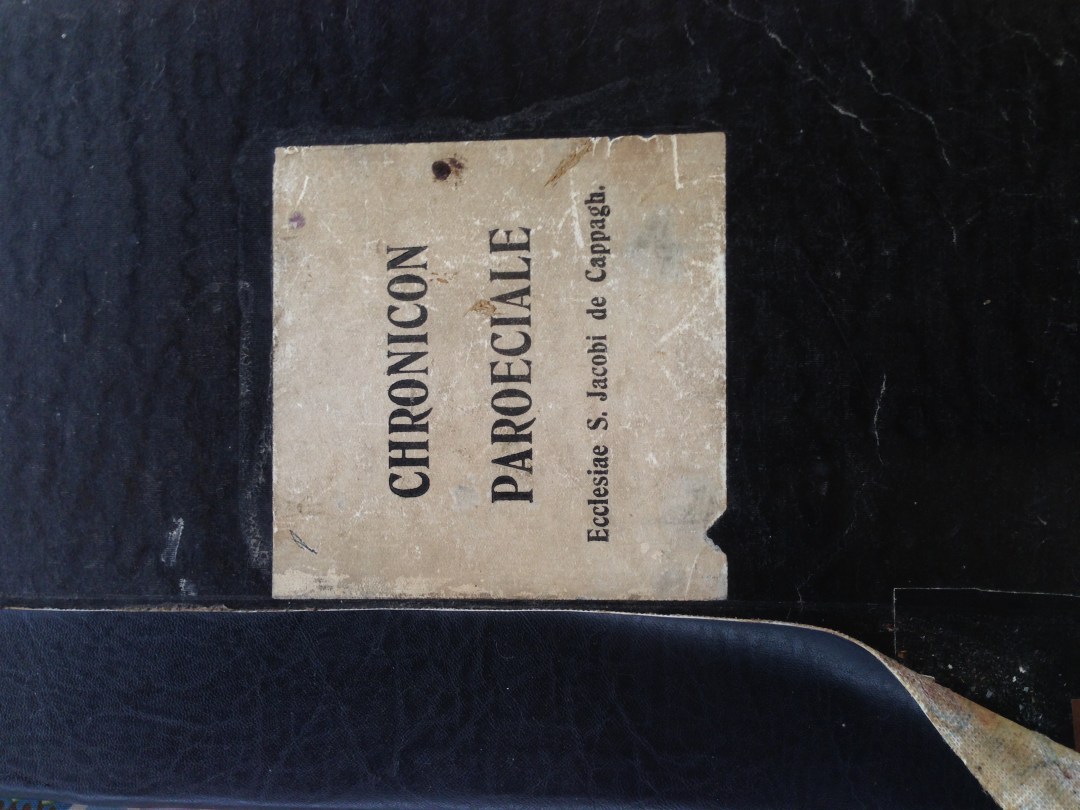 CHRONICON
PAROECIALE
Ecclesiae S. Jacobi de Cappagh.